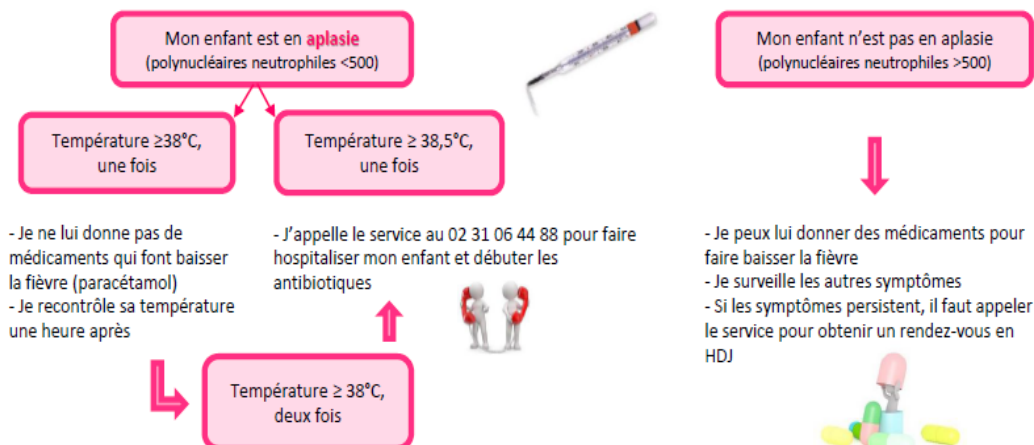 Mon enfant est en aplasie
(polynucléaires neutrophiles <500)
Température ≥38°C,
une fois
Température ≥ 38,5°C,
une fois
- Je ne lui donne pas de
médicaments qui font baisser
la fièvre (paracétamol)
- Je recontrôle sa température
une heure après
- J'appelle le service au 02 31 06 44 88 pour faire
hospitaliser mon enfant et débuter les
antibiotiques
Température ≥ 38°C,
deux fois
Mon enfant n'est pas en aplasie
(polynucléaires neutrophiles >500)
- Je peux lui donner des médicaments pour
faire baisser la fièvre
- Je surveille les autres symptômes
- Si les symptômes persistent, il faut appeler
le service pour obtenir un rendez-vous en
HDJ